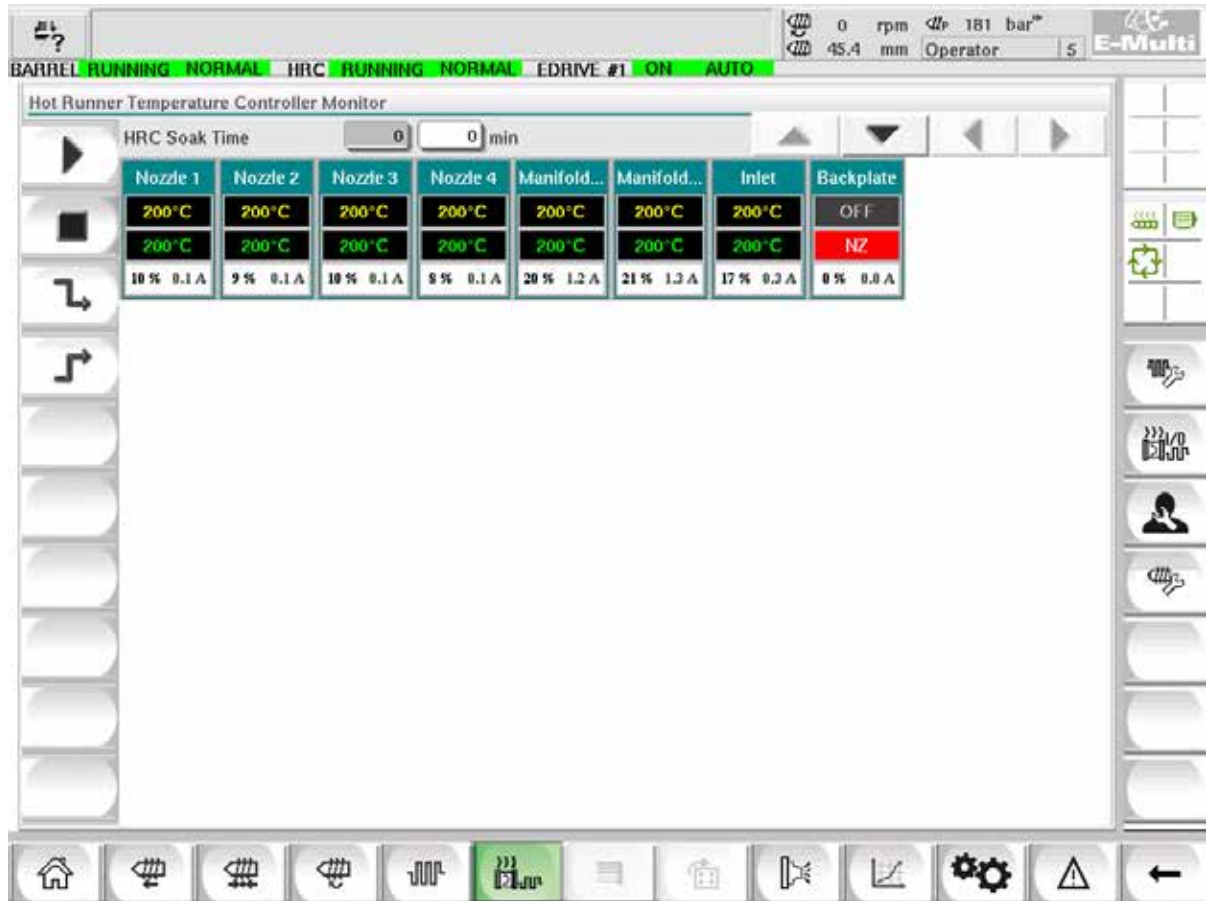 0 rpm 181 bar
E-Multi
45.4 mm Operator 5
BARREL RUNNING NORMAL HRC RUNNING NORMAL EDRIVE #1 ON AUTO
Hot Runner Temperature Controller Monitor
HRC Soak Time 0 0 min
Nozzle 1 Nozzle 2 Nozzle 3 Nozzle 4 Manifold... Manifold... Inlet Backplate
200°C 200°C 200°C 200°C 200°C 200°C 200°C OFF
200°C 200°C 200°C 200°C 200°C 200°C 200°C NZ
10 % 0.1 A 9 % 0.1 A 10 % 0.1 A 8 % 0.1 A 20 % 1.2 A 21 % 1.3 A 17 % 0.3 A 0 % 0.0 A
I/O